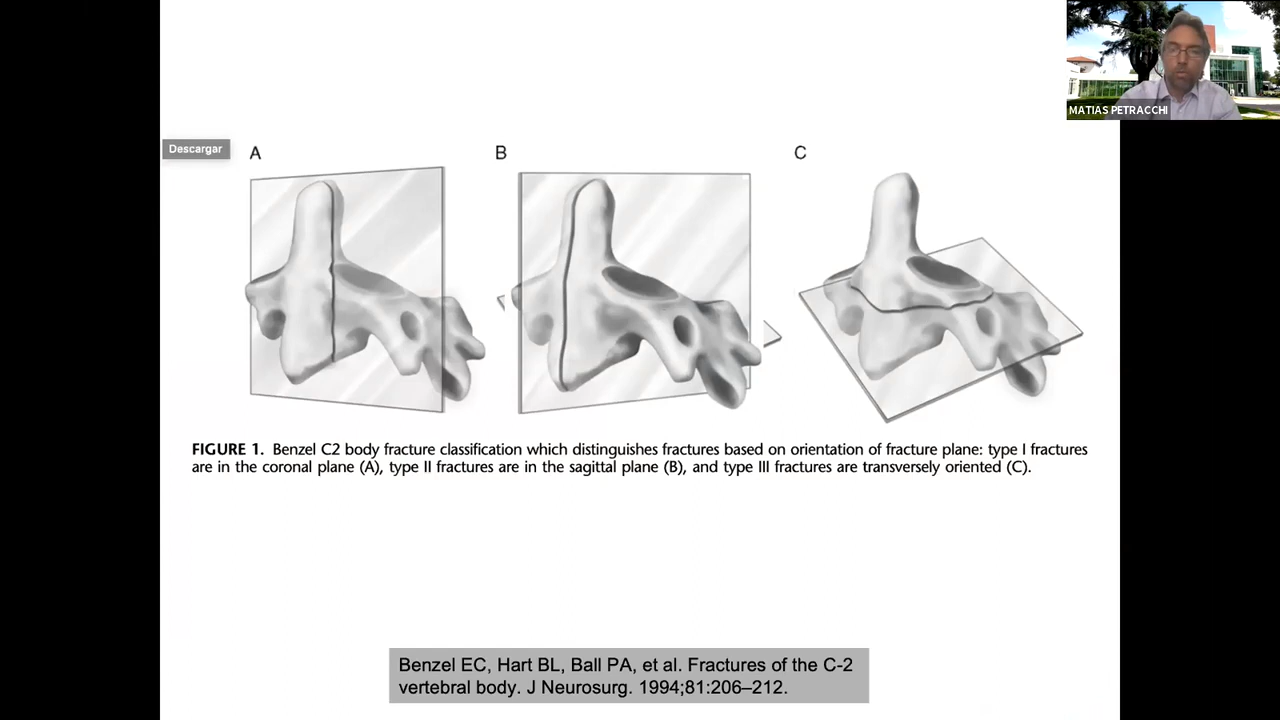 MATIAS PETRACCHI
Descargar
A
B
C
FIGURE 1. Benzel C2 body fracture classification which distinguishes fractures based on orientation of fracture plane: type I fractures
are in the coronal plane (A), type II fractures are in the sagittal plane (B), and type III fractures are transversely oriented (C).
Benzel EC, Hart BL, Ball PA, et al. Fractures of the C-2
vertebral body. J Neurosurg. 1994;81:206–212.